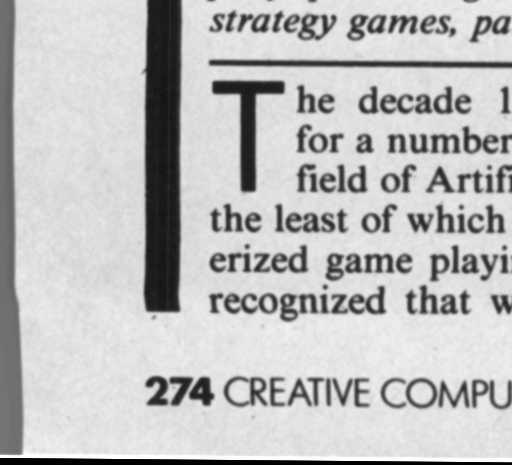 strategy games, pa
The decade 1
for a number
field of Artifi
the least of which
erized game playi
recognized that w
274 CREATIVE COMPU